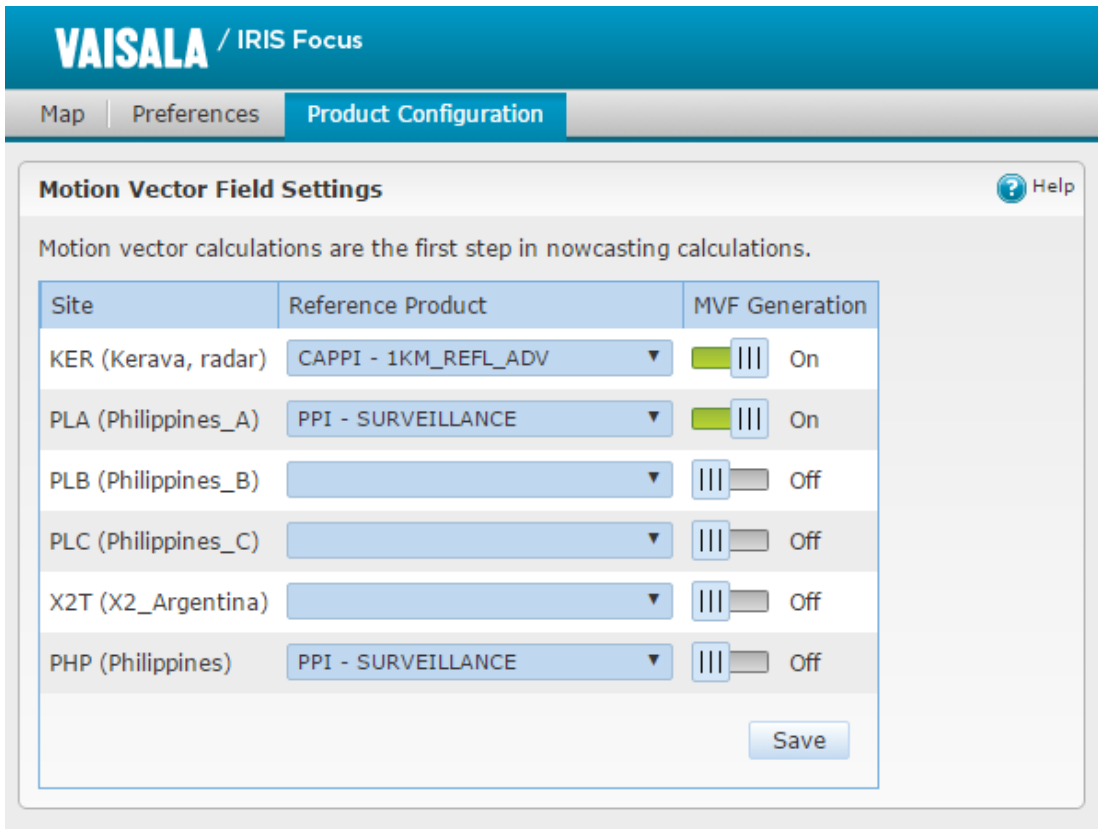 VAISALA / IRIS Focus
Map Preferences Product Configuration
Motion Vector Field Settings Help
Motion vector calculations are the first step in nowcasting calculations.
Site Reference Product MVF Generation
KER (Kerava, radar) CAPPI - 1KM_REFL_ADV On
PLA (Philippines_A) PPI - SURVEILLANCE On
PLB (Philippines_B) Off
PLC (Philippines_C) Off
X2T (X2_Argentina) Off
PHP (Philippines) PPI - SURVEILLANCE Off
Save